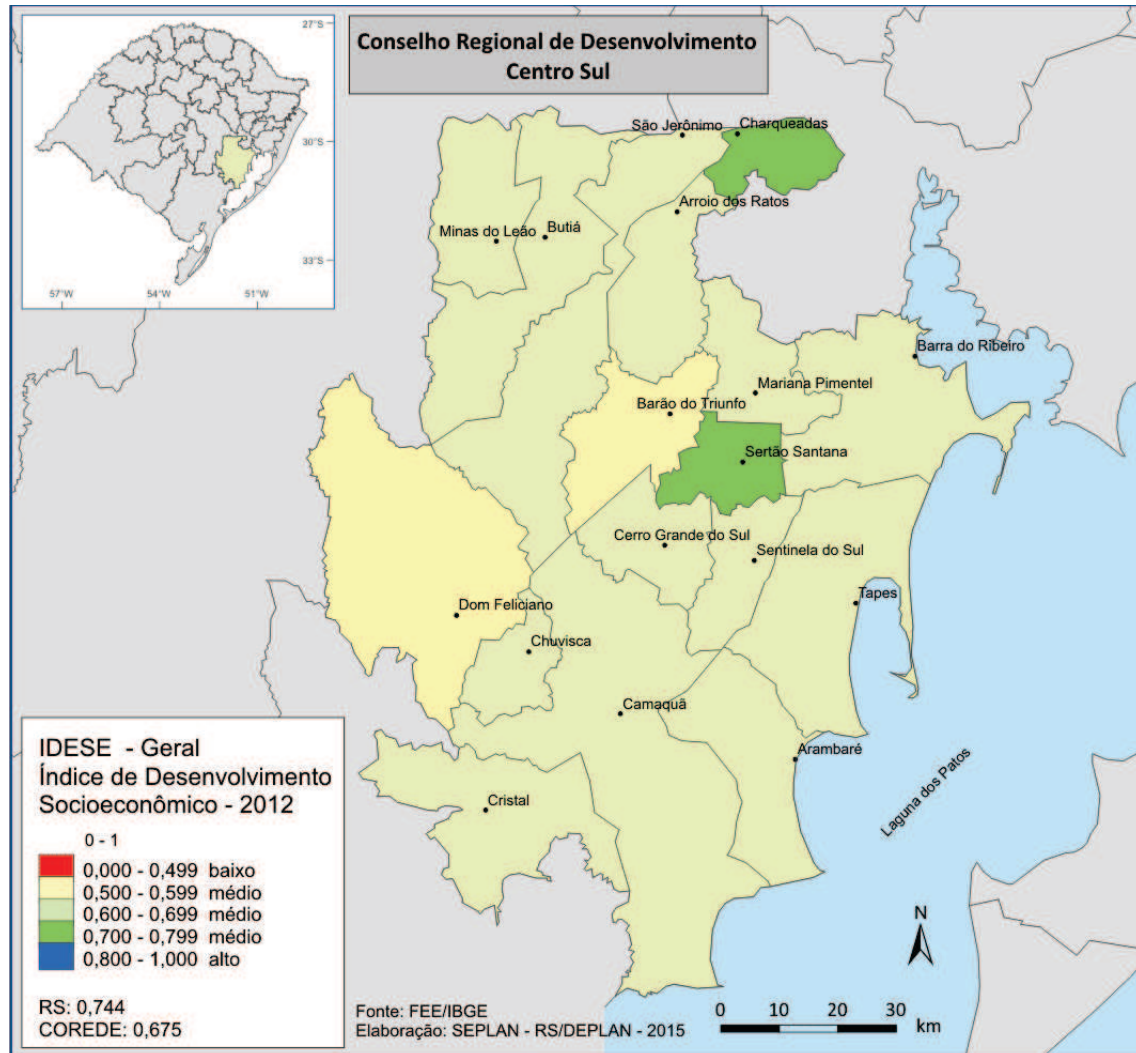 Conselho Regional de Desenvolvimento
Centro Sul
27°S
30°S
33°S
57°W
54°W
51°W
São Jerônimo
Charqueadas
Arroio dos Ratos
Minas do Leão
Butiá
Barra do Ribeiro
Mariana Pimentel
Barão do Triunfo
Sertão Santana
Cerro Grande do Sul
Sentinela do Sul
Tapes
Dom Feliciano
Chuvisca
Camaquã
Arambaré
Cristal
Laguna dos Patos
IDESE - Geral
Índice de Desenvolvimento
Socioeconômico - 2012
0 - 1
0,000 - 0,499 baixo
0,500 - 0,599 médio
0,600 - 0,699 médio
0,700 - 0,799 médio
0,800 - 1,000 alto
RS: 0,744
COREDE: 0,675
Fonte: FEE/IBGE
Elaboração: SEPLAN - RS/DEPLAN - 2015
N
0 10 20 30
km